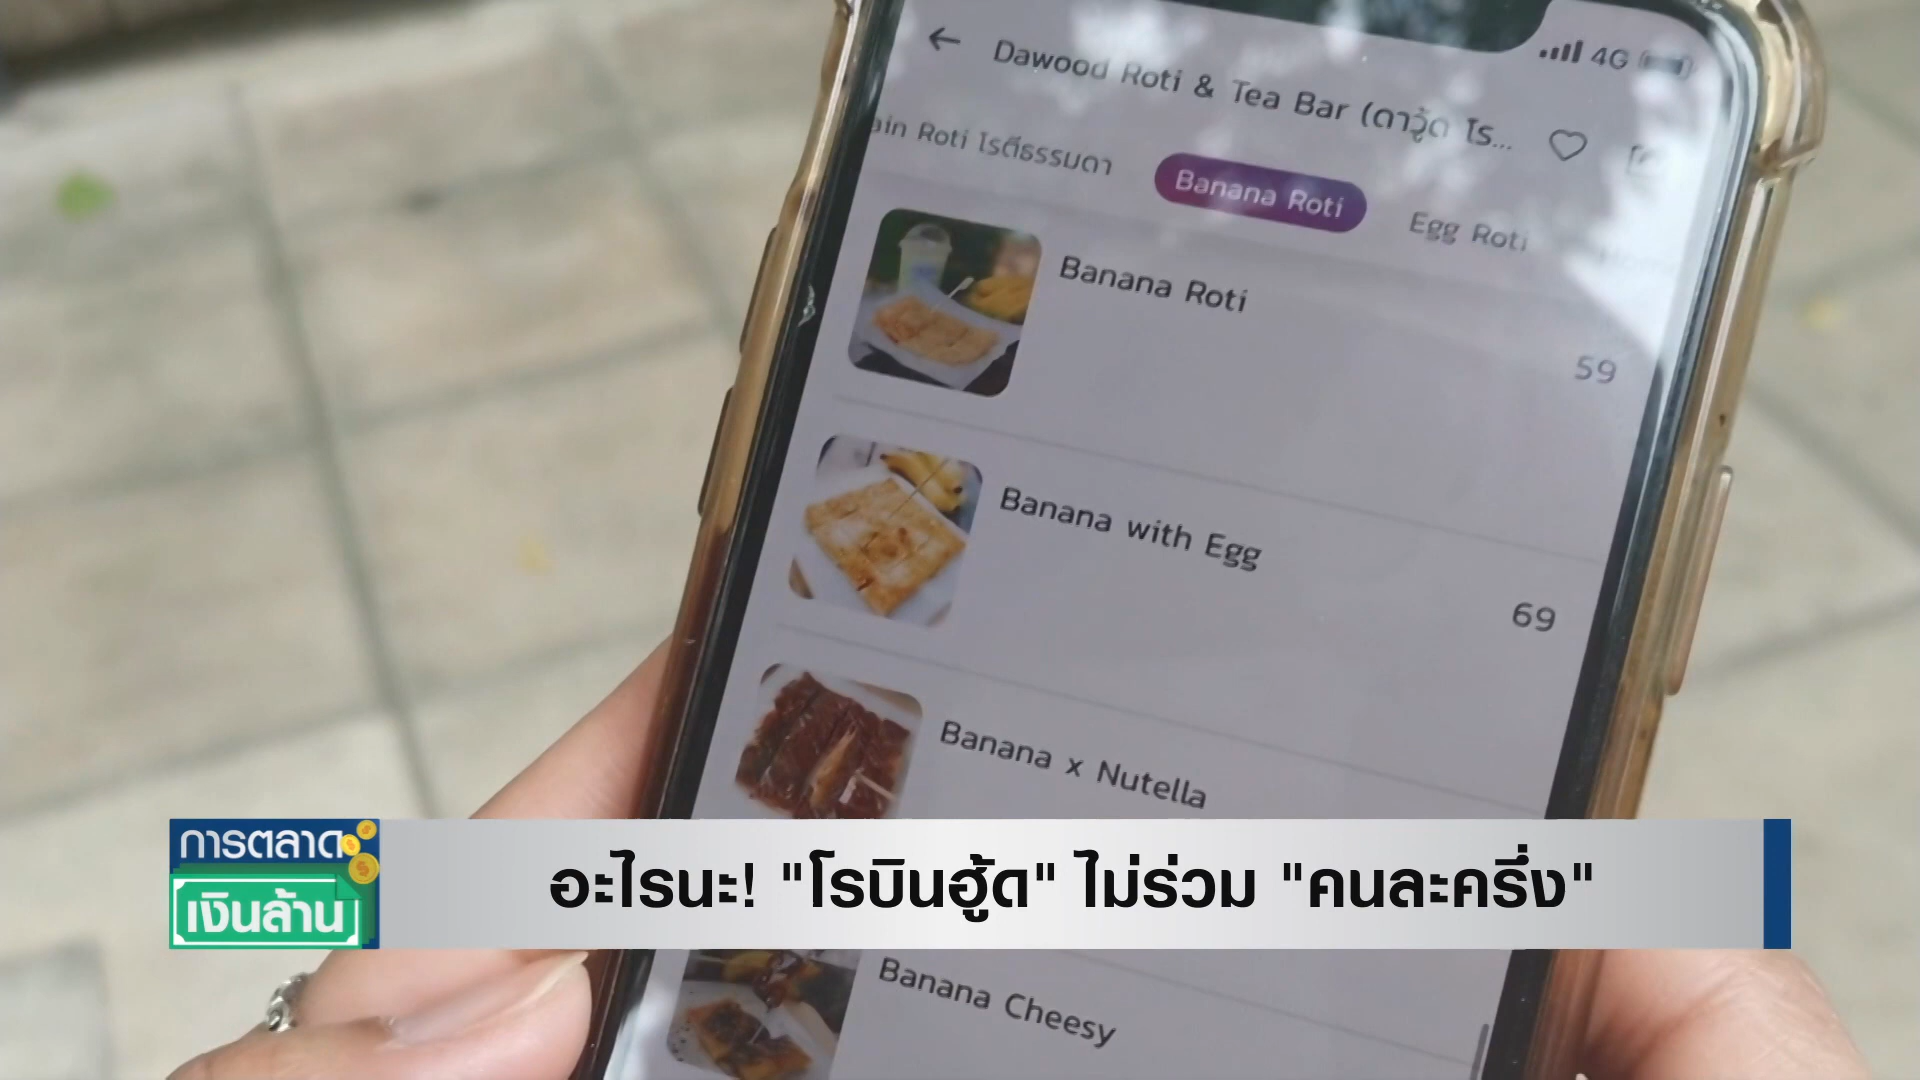 4G
Dawood Roti & Tea Bar (ดาวู้ด โร...
ain Roti โรตีธรรมดา
Banana Roti
Egg Roti
Banana Roti
59
Banana with Egg
69
Banana x Nutella
การตลาด
เงินล้าน
อะไรนะ! "โรบินฮู้ด" ไม่ร่วม "คนละครึ่ง"
Banana Cheesy